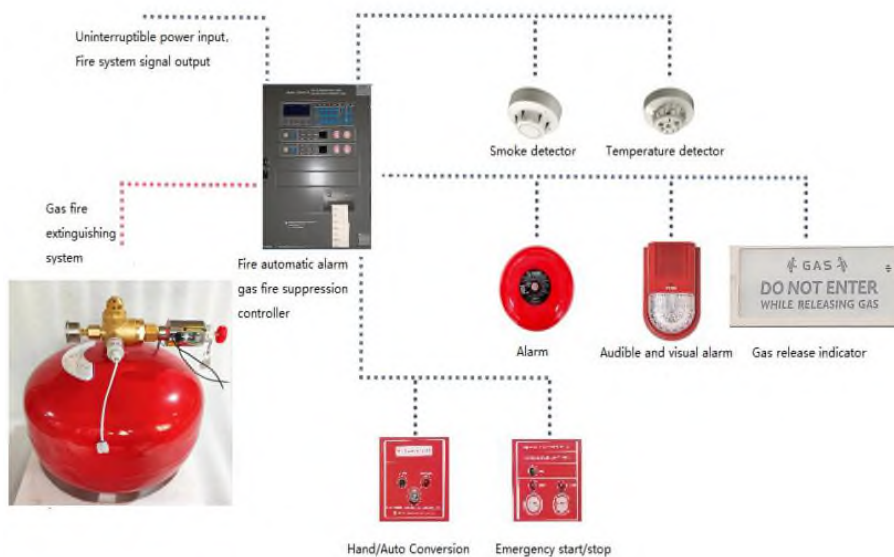 Uninterruptible power input,
Fire system signal output
Smoke detector
Temperature detector
Gas fire
extinguishing
system
Fire automatic alarm
gas fire suppression
controller
GAS
DO NOT ENTER
WHILE RELEASING GAS
Alarm
Audible and visual alarm
Gas release indicator
Hand/Auto Conversion
Emergency start/stop